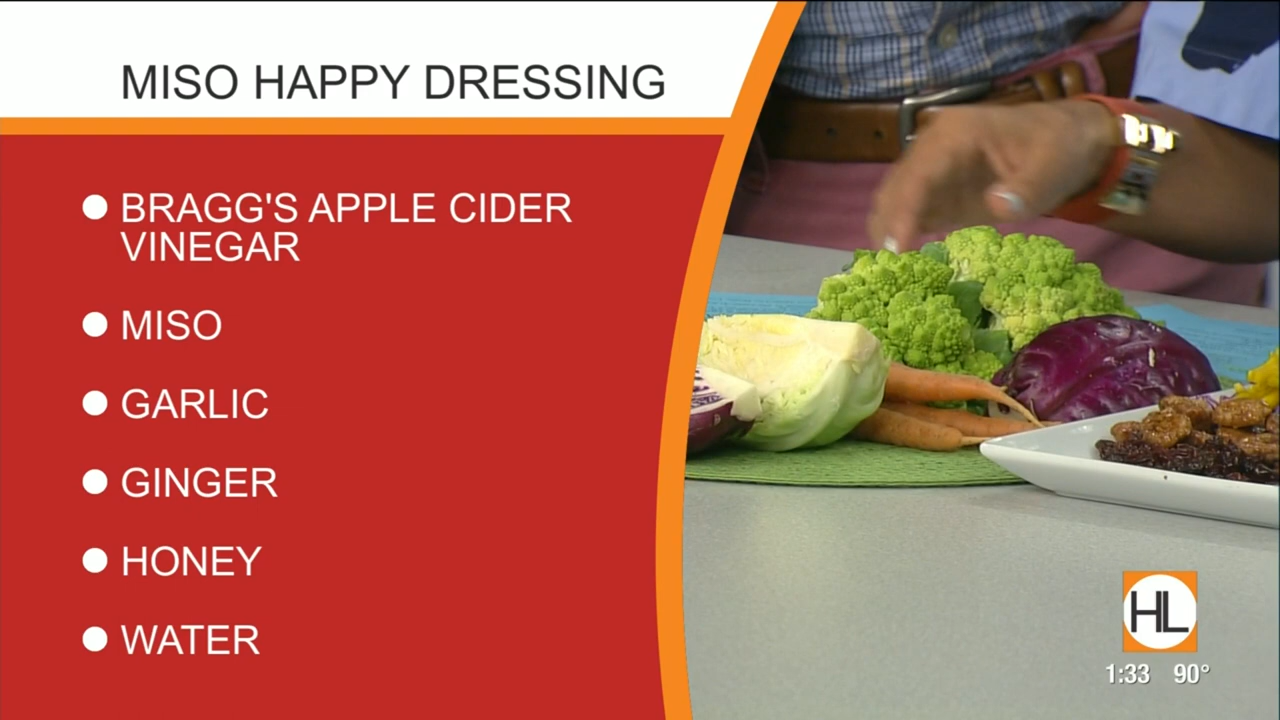 MISO HAPPY DRESSING
BRAGG'S APPLE CIDER
VINEGAR
MISO
GARLIC
GINGER
HONEY
WATER
HL
1:33 90°